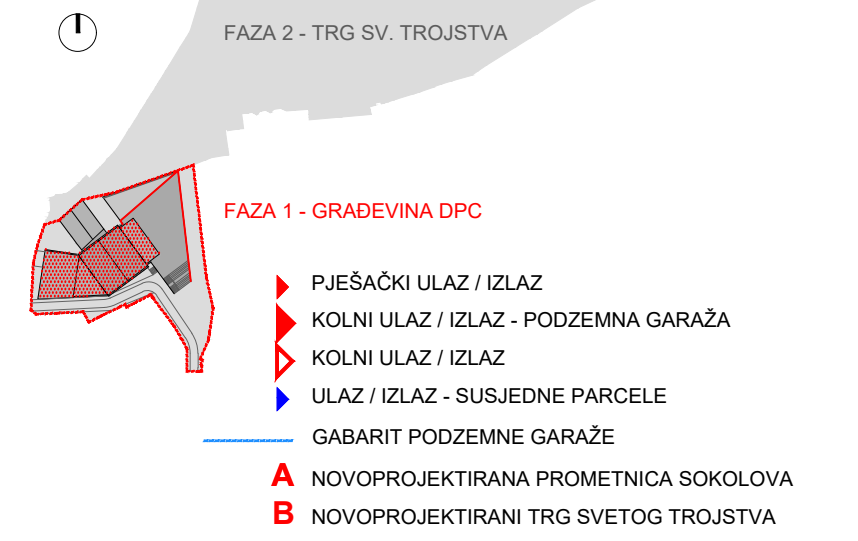 FAZA 2 - TRG SV. TROJSTVA
FAZA 1 - GRAĐEVINA DPC
PJEŠAČKI ULAZ / IZLAZ
KOLNI ULAZ / IZLAZ - PODZEMNA GARAŽA
KOLNI ULAZ / IZLAZ
ULAZ / IZLAZ - SUSJEDNE PARCELE
GABARIT PODZEMNE GARAŽE
A NOVOPROJEKTIRANA PROMETNICA SOKOLOVA
B NOVOPROJEKTIRANI TRG SVETOG TROJSTVA